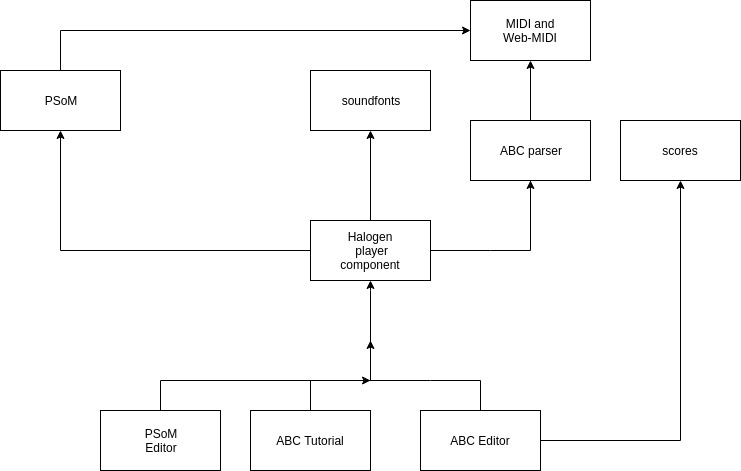 MIDI and
Web-MIDI
PSoM
soundfonts
ABC parser
scores
Halogen
player
component
PSoM
Editor
ABC Tutorial
ABC Editor